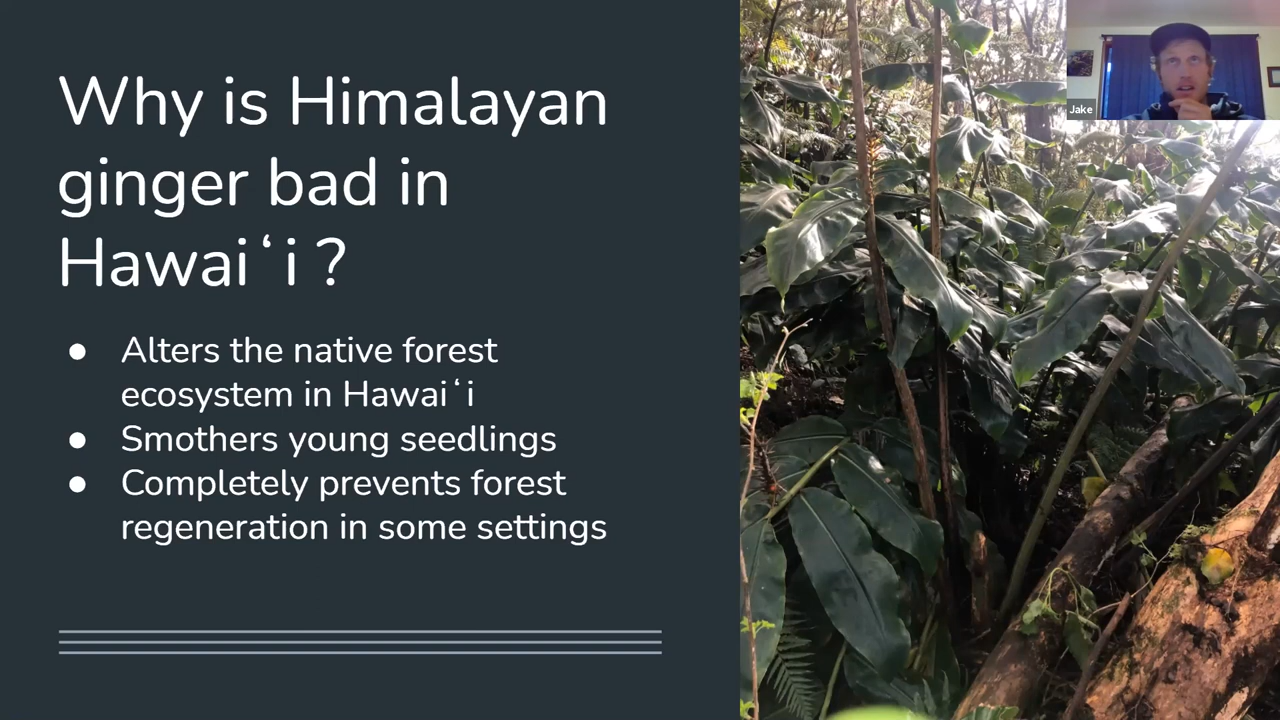 Why is Himalayan
ginger bad in
Hawaiʻi ?
● Alters the native forest
ecosystem in Hawaiʻi
● Smothers young seedlings
● Completely prevents forest
regeneration in some settings
Jake